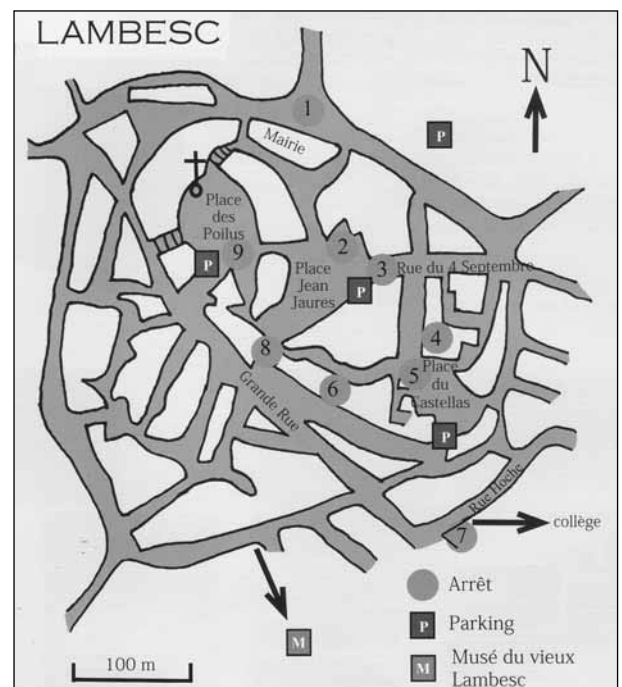 LAMBESC
N
1
Mairie
P
Place
des
Poilus
9
P
2
Place
Jean
Jaures
3
Rue du 4 Septembre
P
4
8
5
Place
du
Castellas
6
Grande Rue
P
Rue Hoche
7
collège
Arrêt
P
Parking
M
M
Musé du vieux
Lambesc
100 m